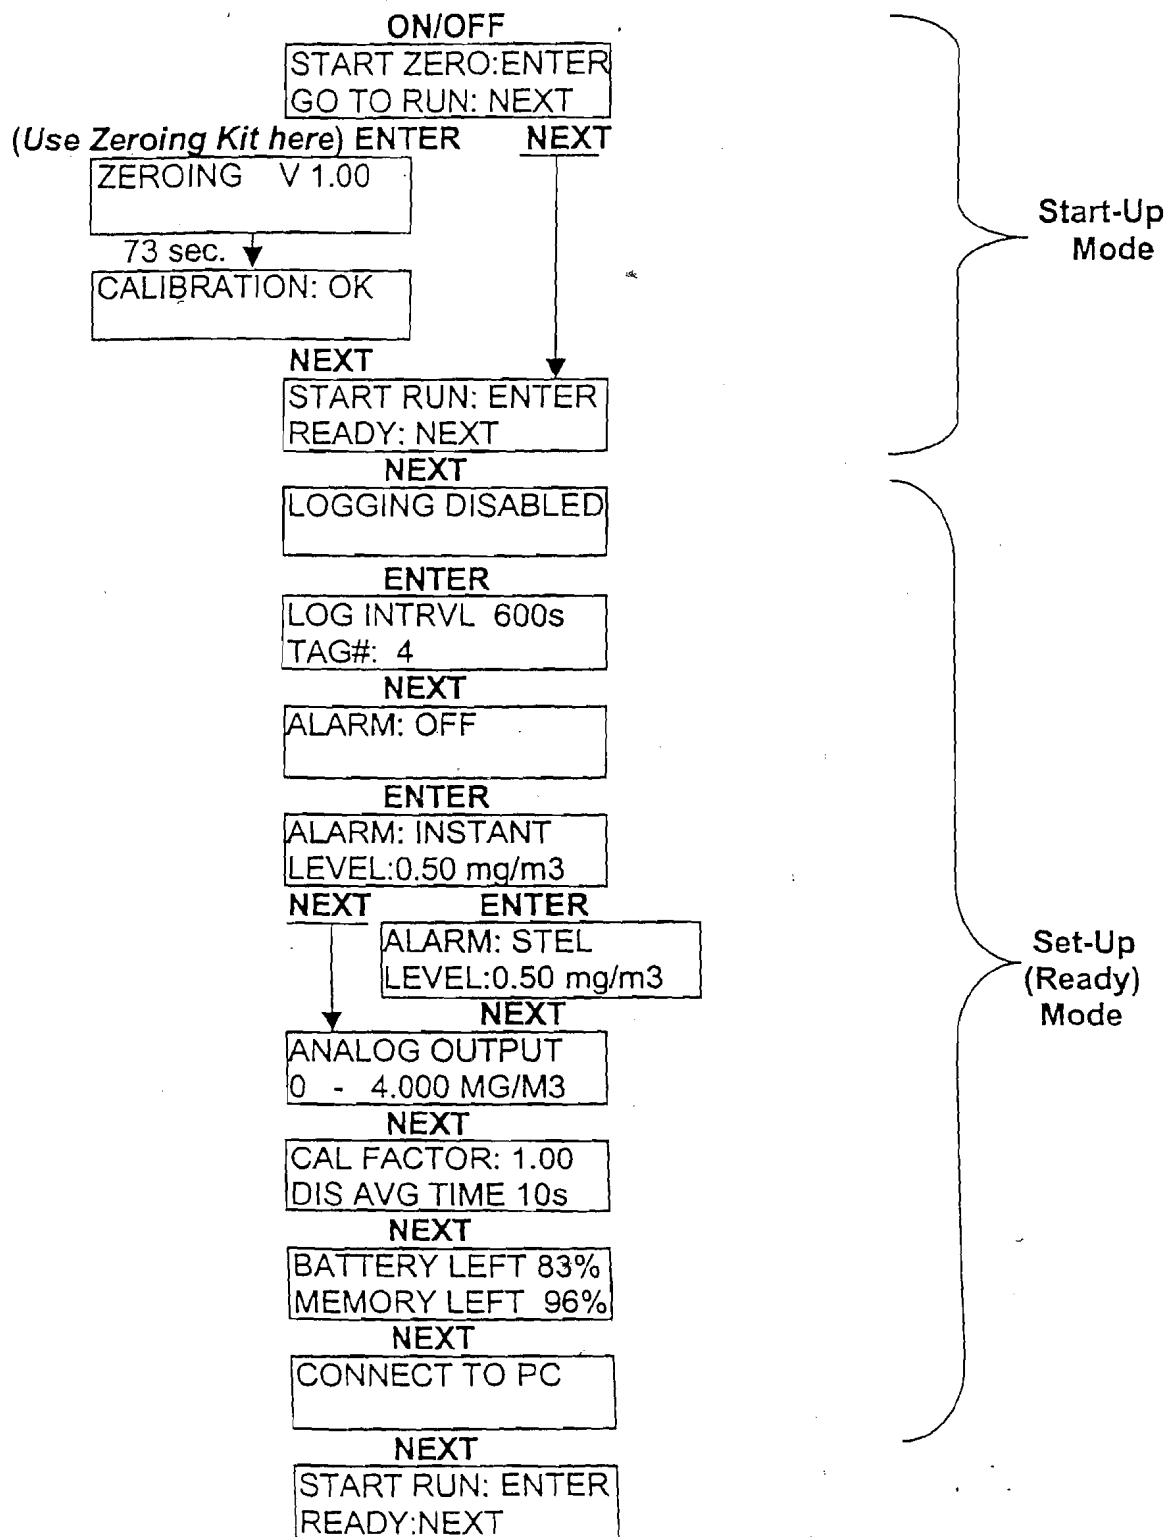 ON/OFF
START ZERO:ENTER
GO TO RUN: NEXT
(Use Zeroing Kit here) ENTER NEXT
ZEROING V 1.00
73 sec.
CALIBRATION: OK
NEXT
START RUN: ENTER
READY: NEXT
Start-Up
Mode
NEXT
LOGGING DISABLED
ENTER
LOG INTRVL 600s
TAG#: 4
NEXT
ALARM: OFF
ENTER
ALARM: INSTANT
LEVEL:0.50 mg/m3
NEXT ENTER
ALARM: STEL
LEVEL:0.50 mg/m3
NEXT
ANALOG OUTPUT
0 - 4.000 MG/M3
NEXT
CAL FACTOR: 1.00
DIS AVG TIME 10s
NEXT
BATTERY LEFT 83%
MEMORY LEFT 96%
NEXT
CONNECT TO PC
Set-Up
(Ready)
Mode
NEXT
START RUN: ENTER
READY:NEXT